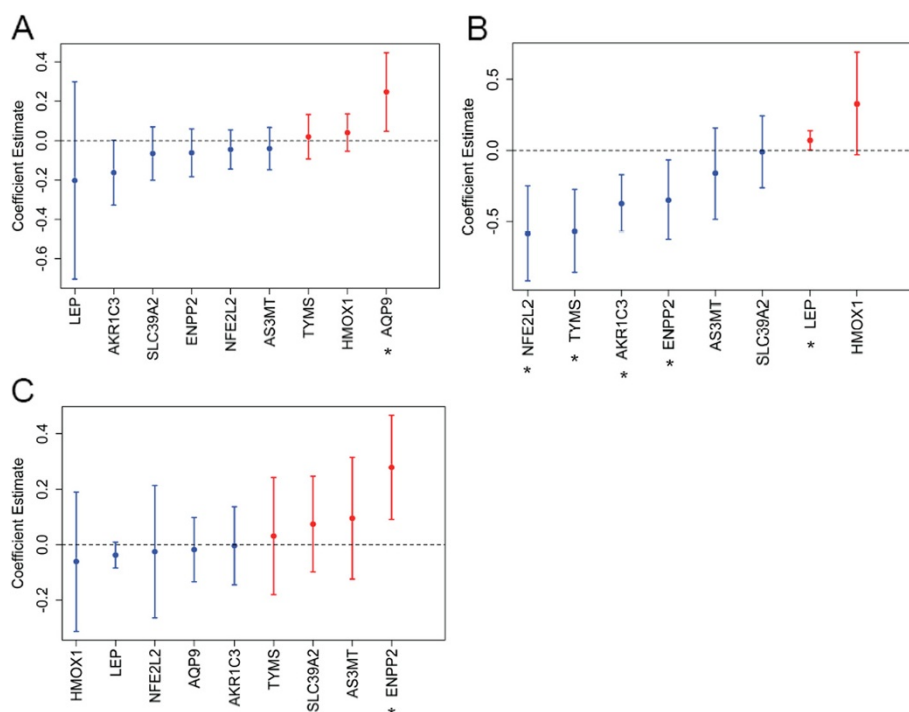 A
Coefficient Estimate
0.4
0.2
0.0
-0.2
-0.4
-0.6
LEP
AKR1C3
SLC39A2
ENPP2
NFE2L2
AS3MT
TYMS
HMOX1
* AQP9
B
Coefficient Estimate
0.5
0.0
-0.5
* NFE2L2
* TYMS
* AKR1C3
* ENPP2
AS3MT
SLC39A2
* LEP
HMOX1
C
Coefficient Estimate
0.4
0.2
0.0
-0.2
HMOX1
LEP
NFE2L2
AQP9
AKR1C3
TYMS
SLC39A2
AS3MT
* ENPP2